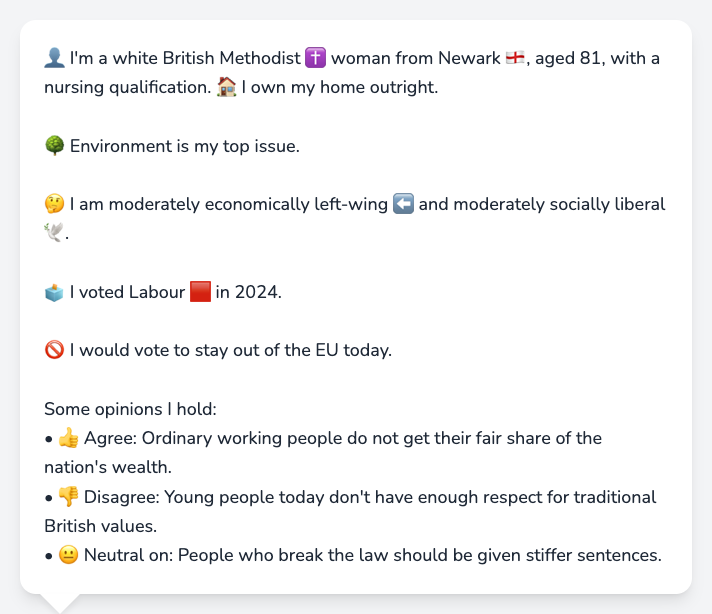 👤 I'm a white British Methodist ✝️ woman from Newark 🏴󠁧󠁢󠁥󠁮󠁧󠁿, aged 81, with a
nursing qualification. 🏠 I own my home outright.
🌳 Environment is my top issue.
🤔 I am moderately economically left-wing ⬅️ and moderately socially liberal
🕊️.
🗳️ I voted Labour 🟥 in 2024.
🚫 I would vote to stay out of the EU today.
Some opinions I hold:
• 👍 Agree: Ordinary working people do not get their fair share of the
nation's wealth.
• 👎 Disagree: Young people today don't have enough respect for traditional
British values.
• 😐 Neutral on: People who break the law should be given stiffer sentences.